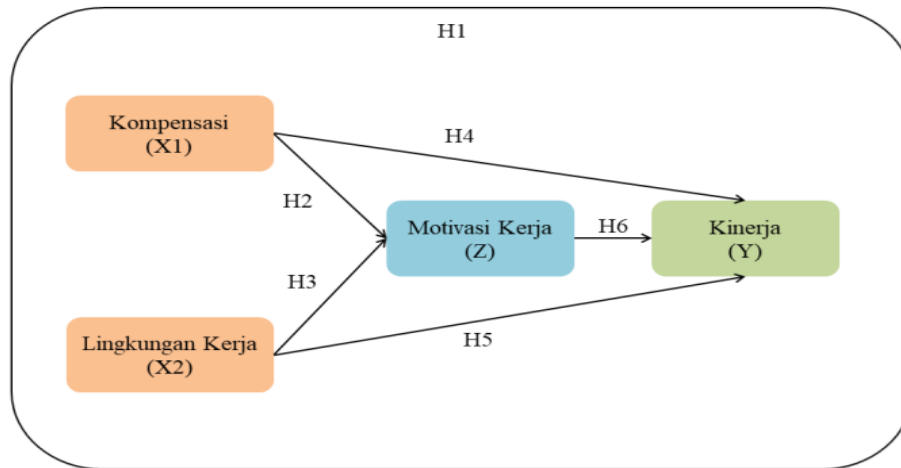 H1
Kompensasi
(X1)
H4
H2
Motivasi Kerja
(Z)
H6
Kinerja
(Y)
H3
Lingkungan Kerja
(X2)
H5